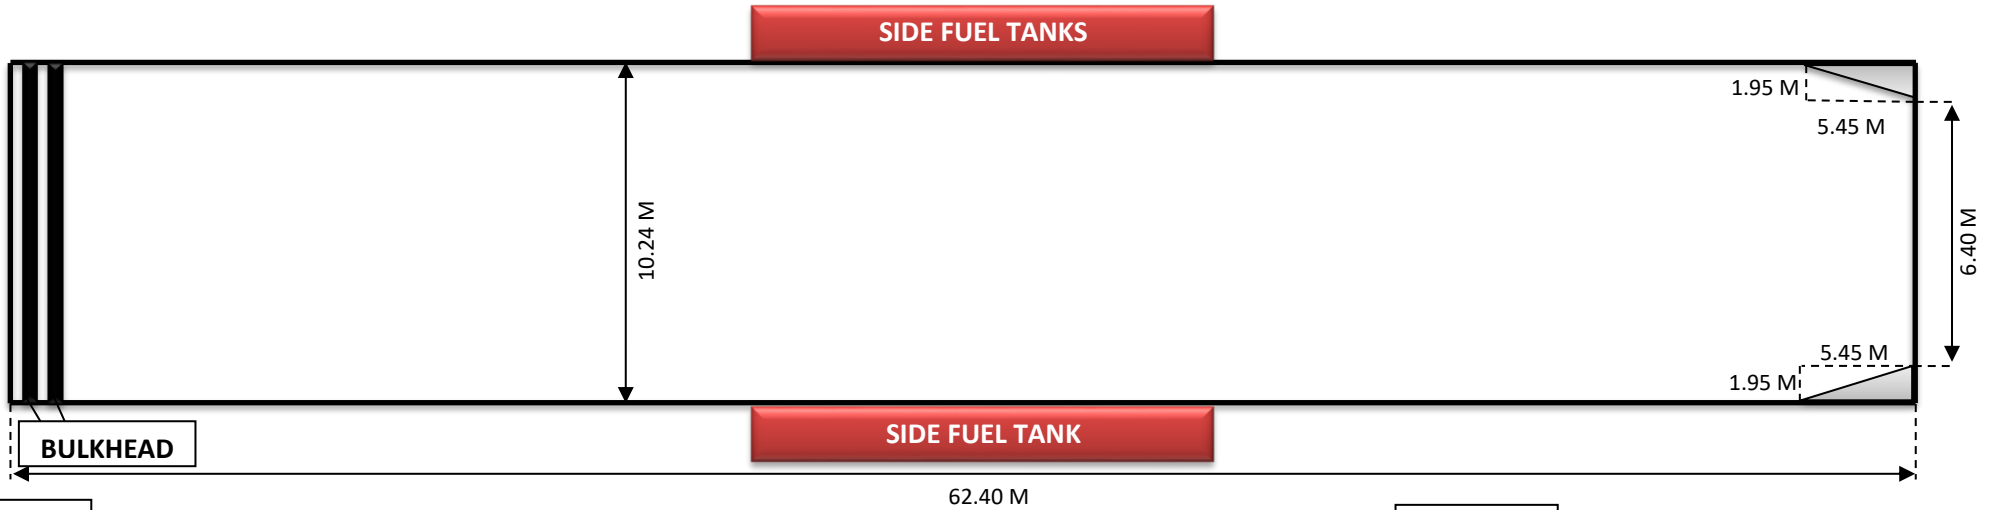 SIDE FUEL TANKS
1.95 M
5.45 M
10.24 M
6.40 M
5.45 M
1.95 M
SIDE FUEL TANK
BULKHEAD
62.40 M